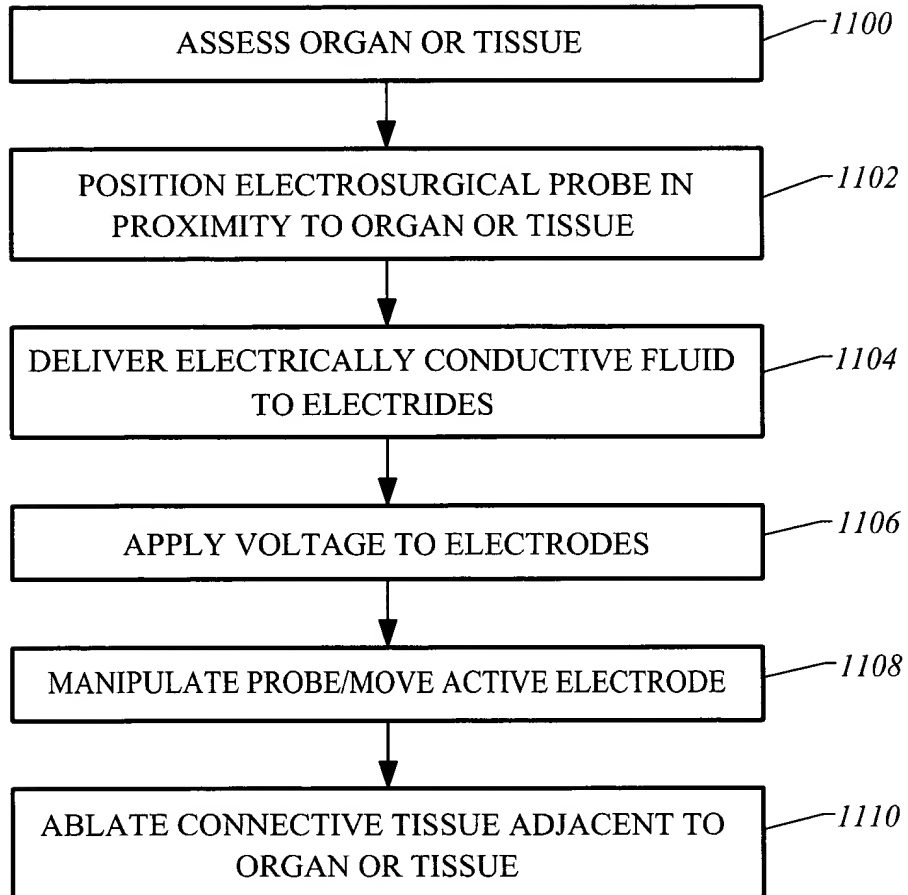 ASSESS ORGAN OR TISSUE
1100
POSITION ELECTROSURGICAL PROBE IN
PROXIMITY TO ORGAN OR TISSUE
1102
DELIVER ELECTRICALLY CONDUCTIVE FLUID
TO ELECTRIDES
1104
APPLY VOLTAGE TO ELECTRODES
1106
MANIPULATE PROBE/MOVE ACTIVE ELECTRODE
1108
ABLATE CONNECTIVE TISSUE ADJACENT TO
ORGAN OR TISSUE
1110